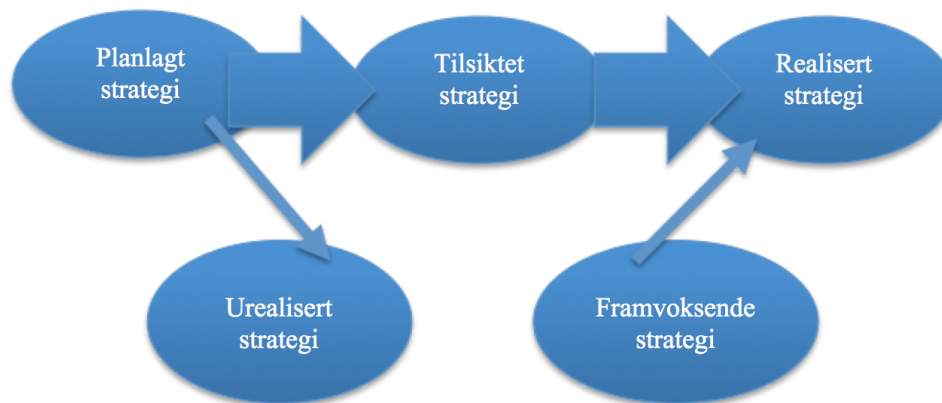 Planlagt
strategi
Tilsiktet
strategi
Realisert
strategi
Urealisert
strategi
Framvoksende
strategi